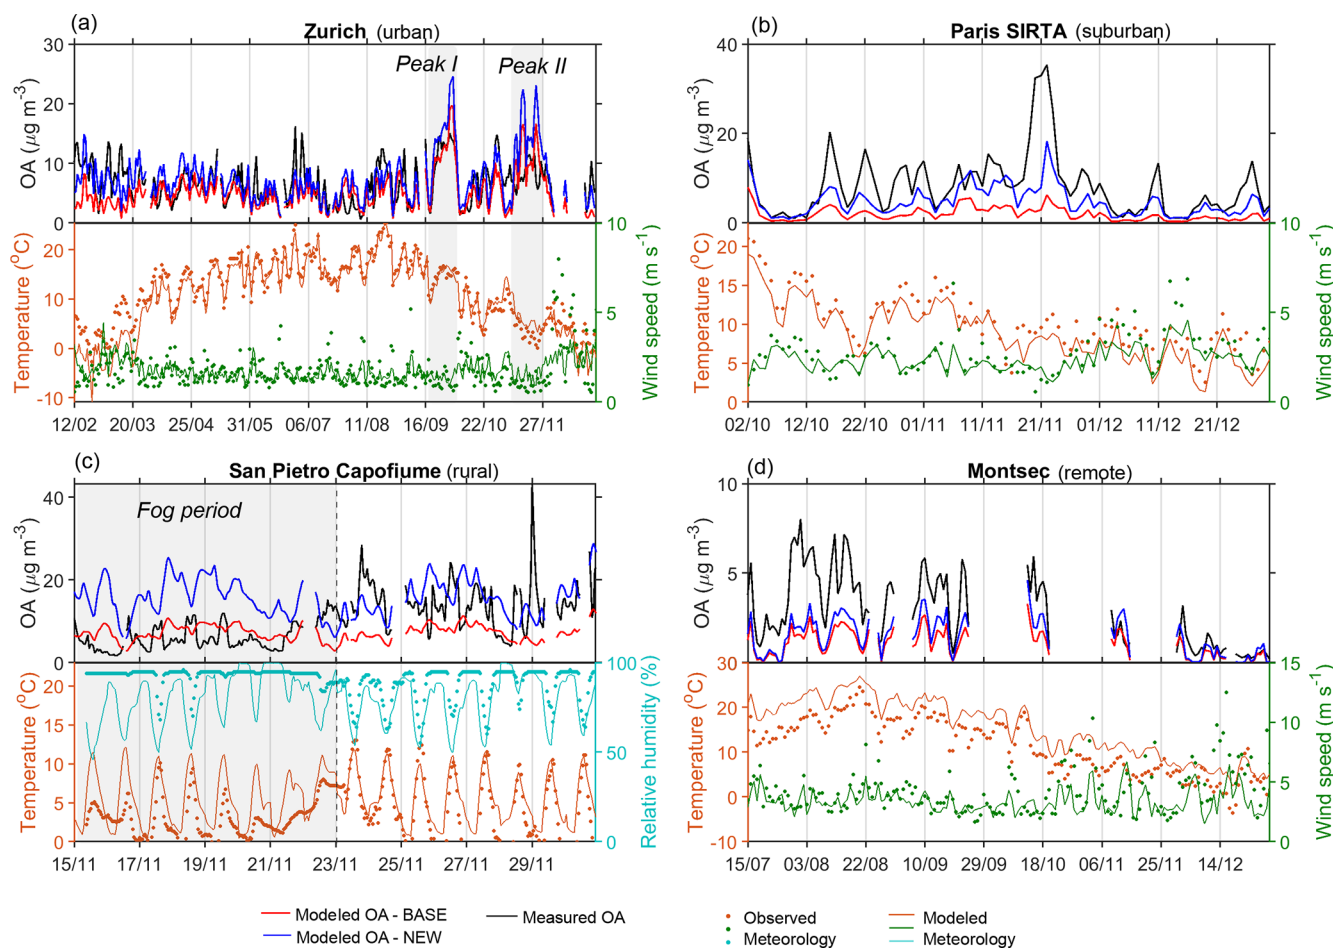 (a)
Zurich (urban)
Peak I
Peak II
OA (µg m-3)
30
20
10
0
Temperature (oC)
20
10
0
-10
Wind speed (m s-1)
10
5
0
12/02 20/03 25/04 31/05 06/07 11/08 16/09 22/10 27/11
(b)
Paris SIRTA (suburban)
OA (µg m-3)
40
20
0
Temperature (oC)
20
15
10
5
0
Wind speed (m s-1)
10
5
0
02/10 12/10 22/10 01/11 11/11 21/11 01/12 11/12 21/12
(c)
San Pietro Capofiume (rural)
Fog period
OA (µg m-3)
40
20
0
Temperature (oC)
20
15
10
5
0
Relative humidity (%)
100
50
0
15/11 17/11 19/11 21/11 23/11 25/11 27/11 29/11
(d)
Montsec (remote)
OA (µg m-3)
10
5
0
Temperature (oC)
30
20
10
0
-10
Wind speed (m s-1)
15
10
5
0
15/07 03/08 22/08 10/09 29/09 18/10 06/11 25/11 14/12
Modeled OA - BASE
Measured OA
Modeled OA - NEW
Observed
Modeled
Meteorology
Meteorology